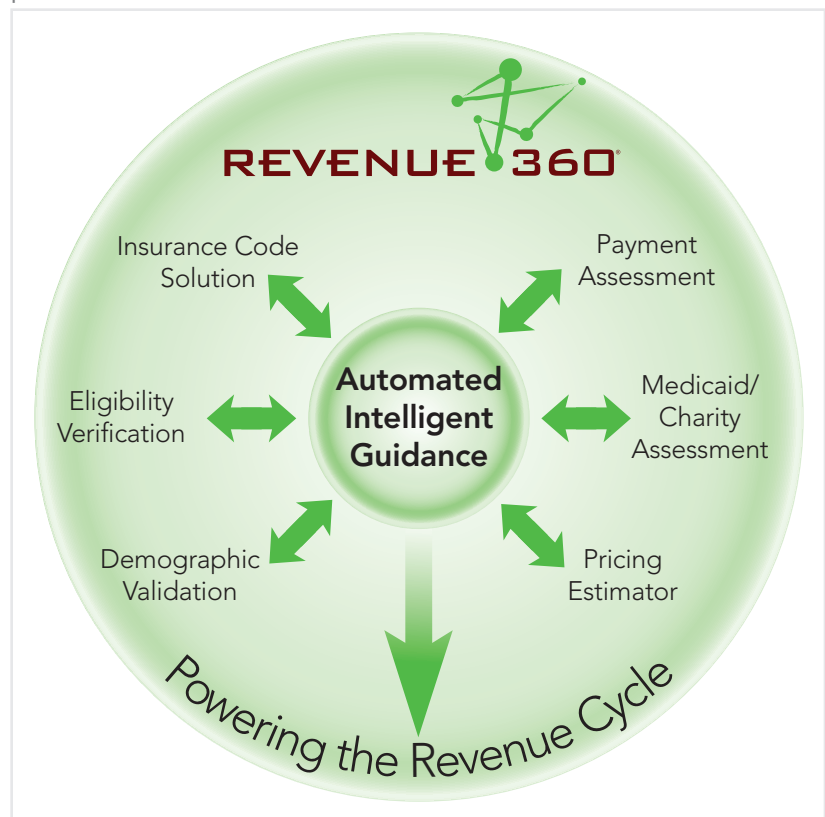 REVENUE 360®
Insurance Code
Solution
Payment
Assessment
Eligibility
Verification
Automated
Intelligent
Guidance
Medicaid/
Charity
Assessment
Demographic
Validation
Pricing
Estimator
Powering the Revenue Cycle